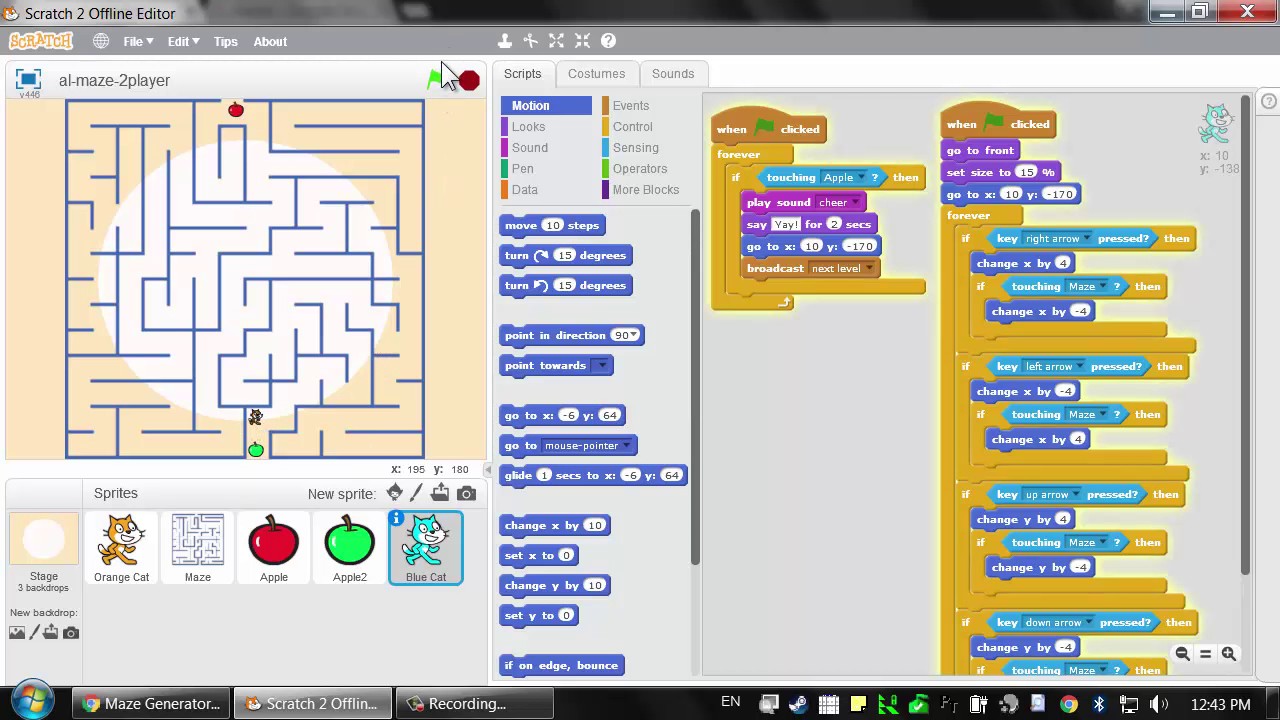 Scratch 2 Offline Editor
SCRATCH
File Edit Tips About
al-maze-2player
v446
x: 195 y: 180
Sprites
New sprite:
Stage
3 backdrops
New backdrop:
Orange Cat
Maze
Apple
Apple2
Blue Cat
Scripts
Costumes
Sounds
Motion
Looks
Sound
Pen
Data
Events
Control
Sensing
Operators
More Blocks
move 10 steps
turn 15 degrees
turn 15 degrees
point in direction 90
point towards
go to x: -6 y: 64
go to mouse-pointer
glide 1 secs to x: -6 y: 64
change x by 10
set x to 0
change y by 10
set y to 0
if on edge, bounce
when clicked
forever
if touching Apple ? then
play sound cheer
say Yay! for 2 secs
go to x: 10 y: -170
broadcast next level
when clicked
go to front
set size to 15 %
go to x: 10 y: -170
forever
if key right arrow pressed? then
change x by 4
if touching Maze ? then
change x by -4
if key left arrow pressed? then
change x by -4
if touching Maze ? then
change x by 4
if key up arrow pressed? then
change y by 4
if touching Maze ? then
change y by -4
if key down arrow pressed? then
change y by -4
if touching Maze ? then
x: 10
y: -138
Maze Generator...
Scratch 2 Offlin...
Recording...
EN
12:43 PM